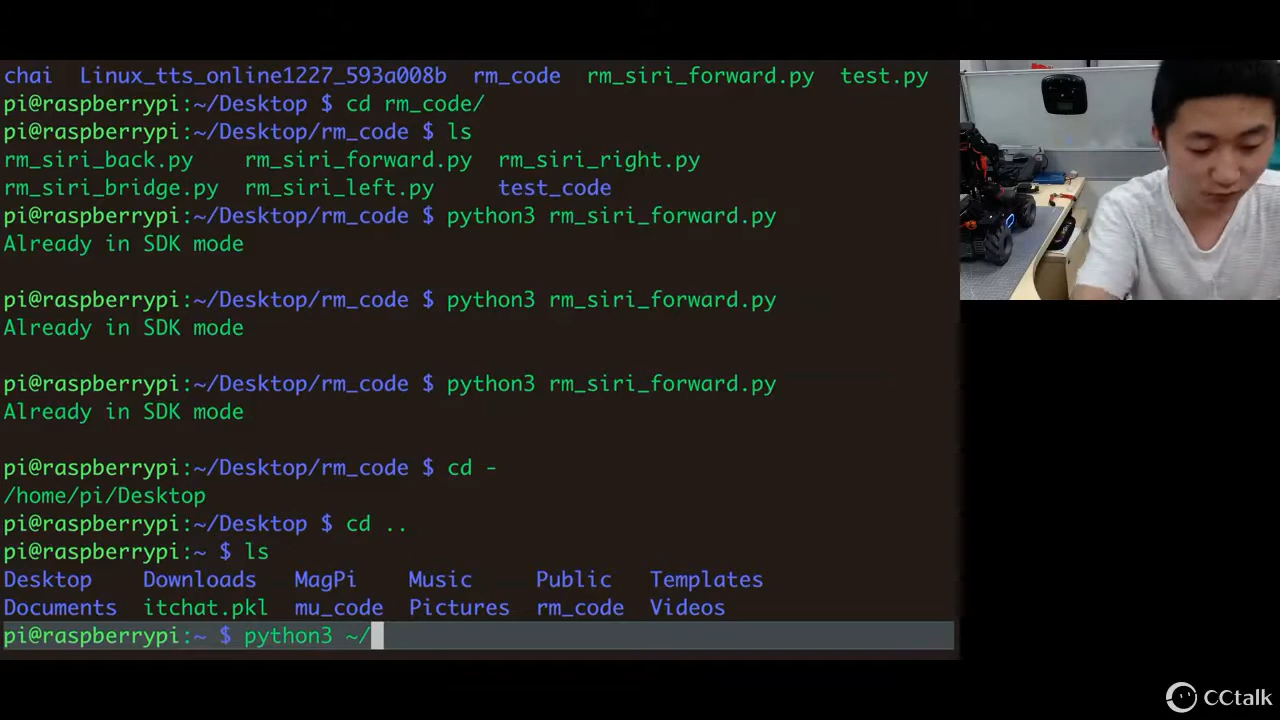 chai Linux_tts_online1227_593a008b rm_code rm_siri_forward.py test.py
pi@raspberrypi:~/Desktop $ cd rm_code/
pi@raspberrypi:~/Desktop/rm_code $ ls
rm_siri_back.py rm_siri_forward.py rm_siri_right.py
rm_siri_bridge.py rm_siri_left.py test_code
pi@raspberrypi:~/Desktop/rm_code $ python3 rm_siri_forward.py
Already in SDK mode
pi@raspberrypi:~/Desktop/rm_code $ python3 rm_siri_forward.py
Already in SDK mode
pi@raspberrypi:~/Desktop/rm_code $ python3 rm_siri_forward.py
Already in SDK mode
pi@raspberrypi:~/Desktop/rm_code $ cd -
/home/pi/Desktop
pi@raspberrypi:~/Desktop $ cd ..
pi@raspberrypi:~ $ ls
Desktop Downloads MagPi Music Public Templates
Documents itchat.pkl mu_code Pictures rm_code Videos
pi@raspberrypi:~ $ python3 ~/
CCtalk